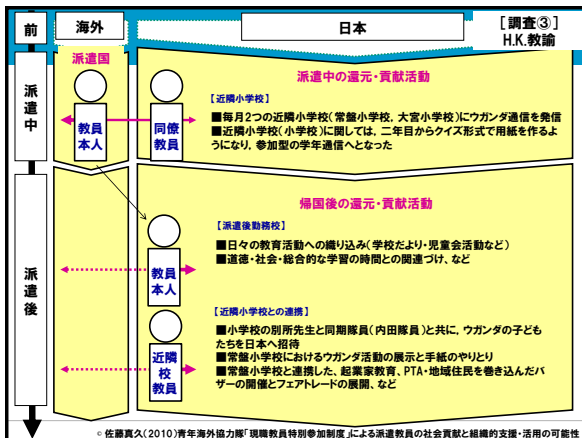 前
海外
日本
[調査③]
H.K.教諭
派遣中
派遣国
教員
本人
同僚
教員
派遣中の還元・貢献活動
【近隣小学校】
■毎月2つの近隣小学校(常盤小学校, 大宮小学校)にウガンダ通信を発信
■近隣小学校(小学校)に関しては, 二年目からクイズ形式で用紙を作るようになり, 参加型の学年通信へとなった
派遣後
帰国後の還元・貢献活動
【派遣後勤務校】
教員
本人
■日々の教育活動への織り込み(学校だより・児童会活動など)
■道徳・社会・総合的な学習の時間との関連づけ、など
【近隣小学校との連携】
近隣
校
教員
■小学校の別所先生と同期隊員(内田隊員)と共に, ウガンダの子どもたちを日本へ招待
■常盤小学校におけるウガンダ活動の展示と手紙のやりとり
■常盤小学校と連携した、起業家教育、PTA・地域住民を巻き込んだバザーの開催とフェアトレードの展開、など
© 佐藤真久(2010)青年海外協力隊「現職教員特別参加制度」による派遣教員の社会貢献と組織的支援・活用の可能性